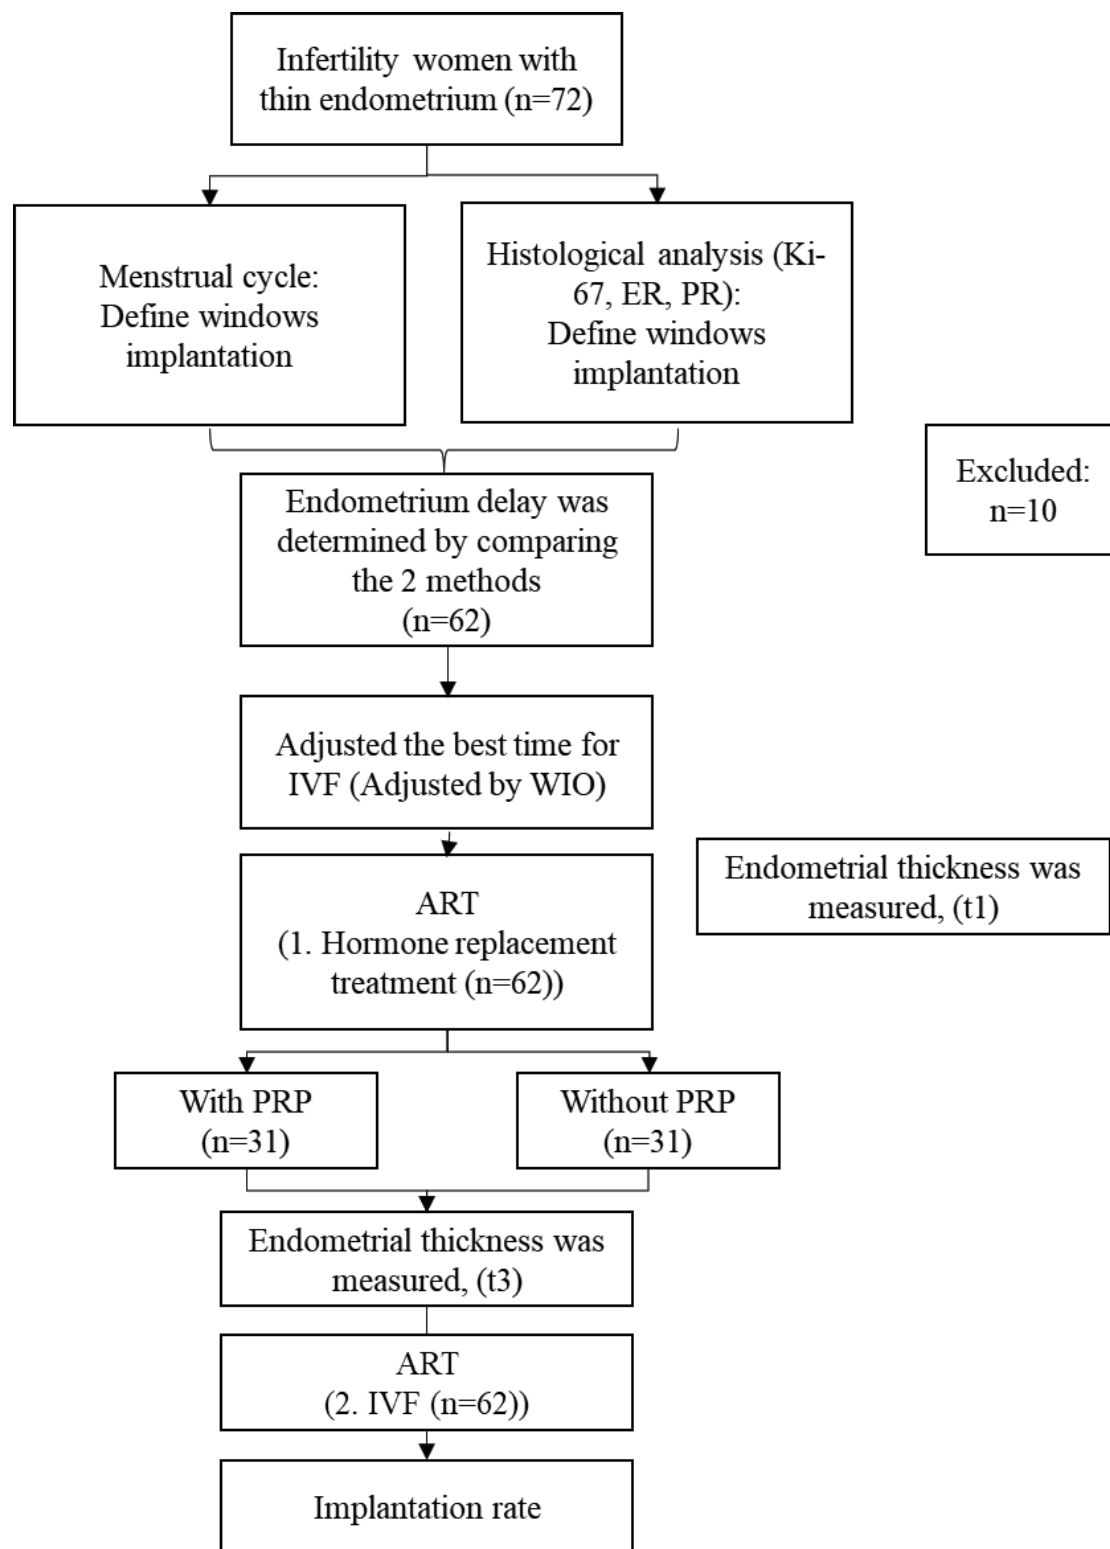 Infertility women with
thin endometrium (n=72)
Menstrual cycle:
Define windows
implantation
Histological analysis (Ki-
67, ER, PR):
Define windows
implantation
Excluded:
n=10
Endometrium delay was
determined by comparing
the 2 methods
(n=62)
Adjusted the best time for
IVF (Adjusted by WIO)
Endometrial thickness was
measured, (t1)
ART
(1. Hormone replacement
treatment (n=62))
With PRP
(n=31)
Without PRP
(n=31)
Endometrial thickness was
measured, (t3)
ART
(2. IVF (n=62))
Implantation rate